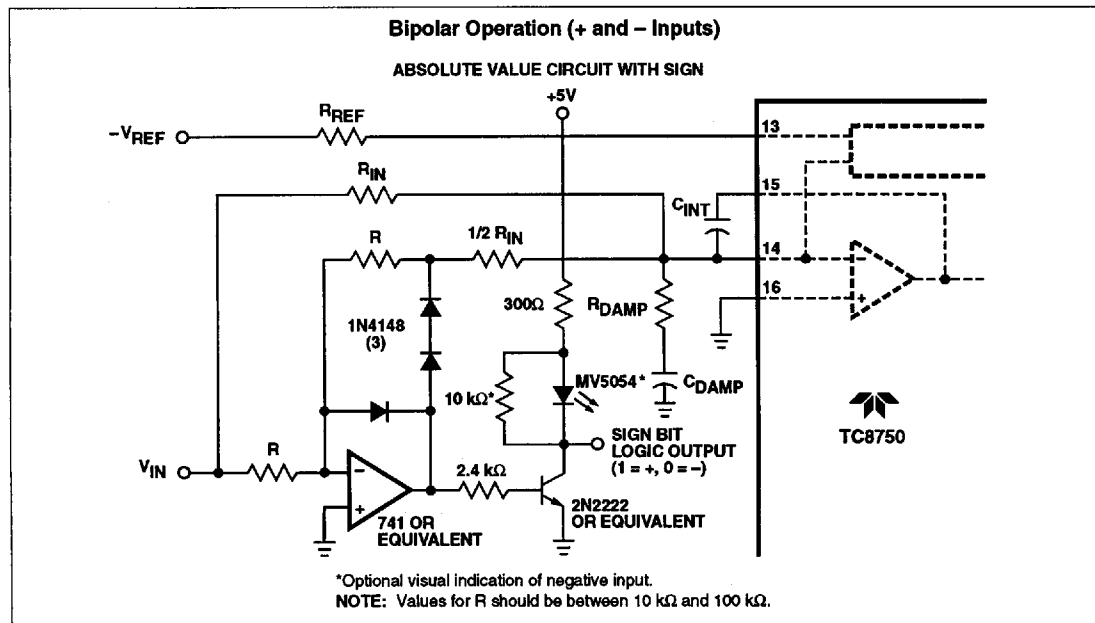 Bipolar Operation (+ and – Inputs)
ABSOLUTE VALUE CIRCUIT WITH SIGN
+5V
–VREF
RREF
13
RIN
15
CINT
R
1/2 RIN
14
16
300Ω
RDAMP
1N4148
(3)
10 kΩ*
MV5054*
CDAMP
TC8750
SIGN BIT
LOGIC OUTPUT
(1 = +, 0 = –)
VIN
R
2.4 kΩ
–
+
–
+
741 OR
EQUIVALENT
2N2222
OR EQUIVALENT
*Optional visual indication of negative input.
NOTE: Values for R should be between 10 kΩ and 100 kΩ.